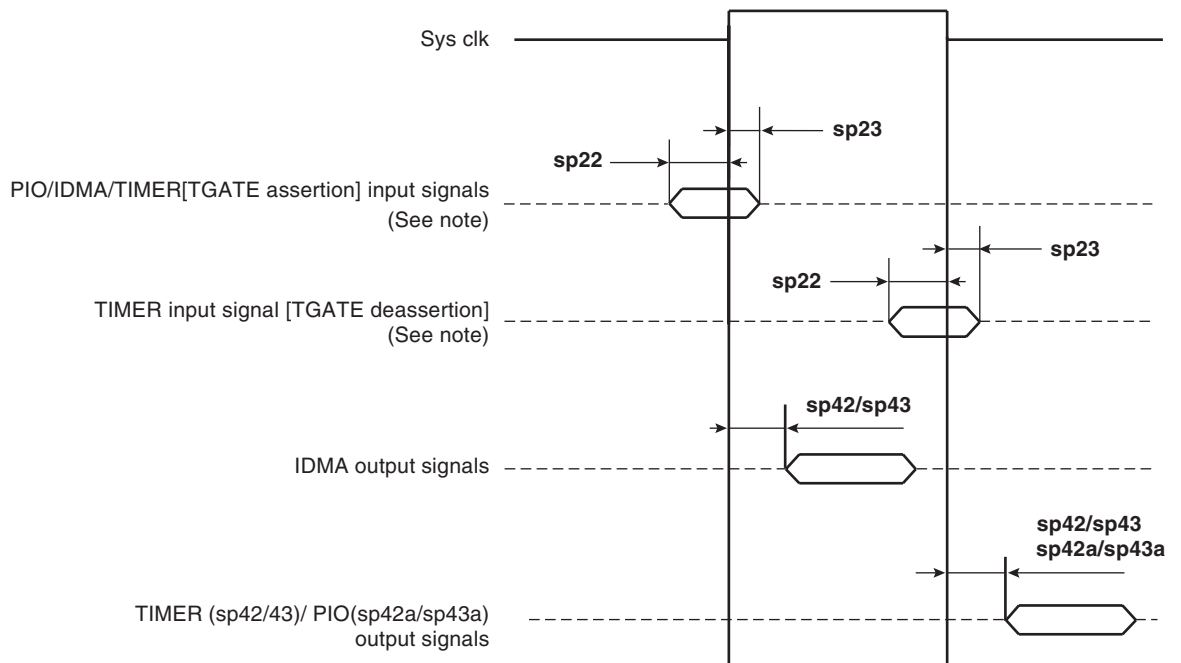 Sys clk
sp23
sp22
PIO/IDMA/TIMER[TGATE assertion] input signals
(See note)
sp23
sp22
TIMER input signal [TGATE deassertion]
(See note)
sp42/sp43
IDMA output signals
sp42/sp43
sp42a/sp43a
TIMER (sp42/43)/ PIO(sp42a/sp43a)
output signals